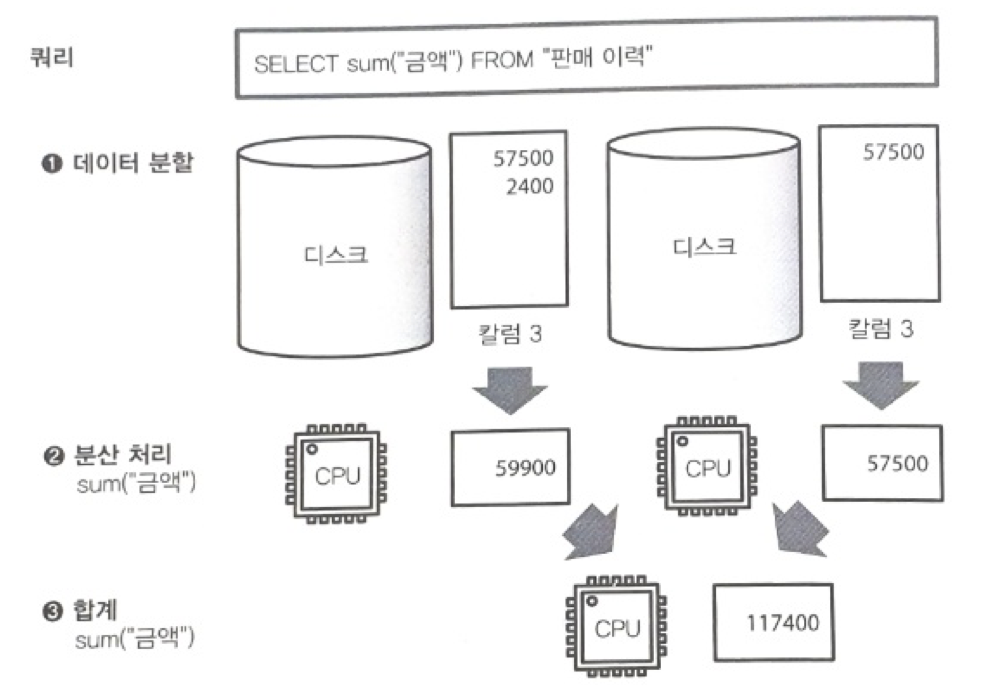 쿼리
SELECT sum("금액") FROM "판매 이력"
❶ 데이터 분할
디스크
57500
2400
칼럼 3
디스크
57500
칼럼 3
❷ 분산 처리
sum("금액")
CPU
59900
CPU
57500
❸ 합계
sum("금액")
CPU
117400